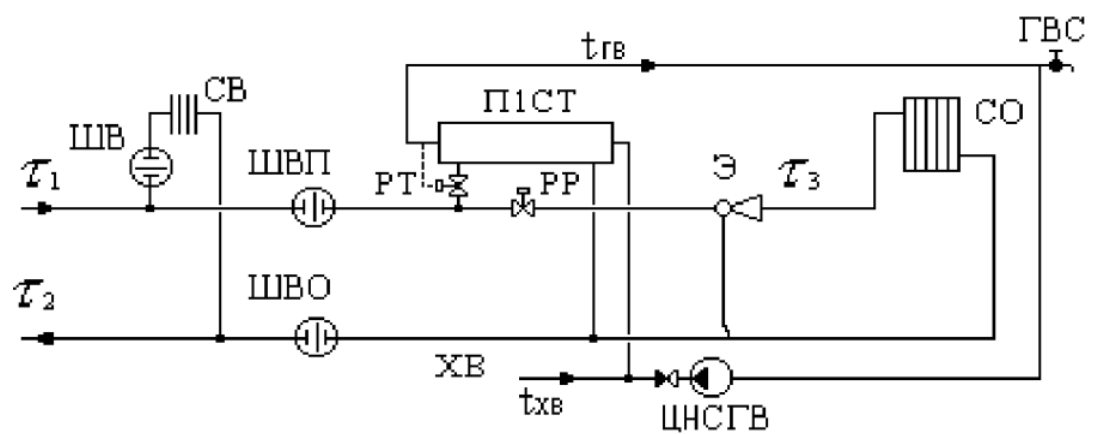 ГВС
tгв
СВ
П1СТ
СО
ШВ
ШВП
Э
τ1
РТ
РР
τ3
τ2
ШВО
ХВ
tхв
ЦНСГВ